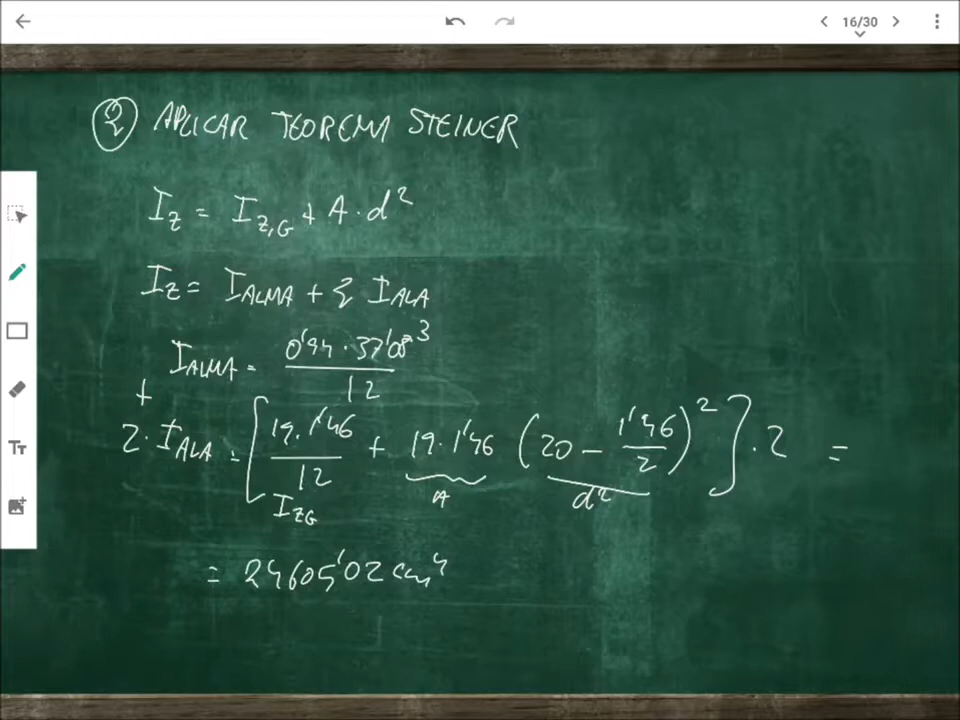 16/30
② APLICAR TEOREMA STEINER
I_Z = I_Z,G + A · d²
I_Z = I_ALMA + 2 I_ALA
I_ALMA = 0'94 · 37'08³ / 12
+
2 · I_ALA = [ 19 · 1'46 / 12 + 19 · 1'46 ( 20 - 1'46 / 2 )² ] · 2 =
I_ZG A d²
= 24605'02 cm⁴
Tт